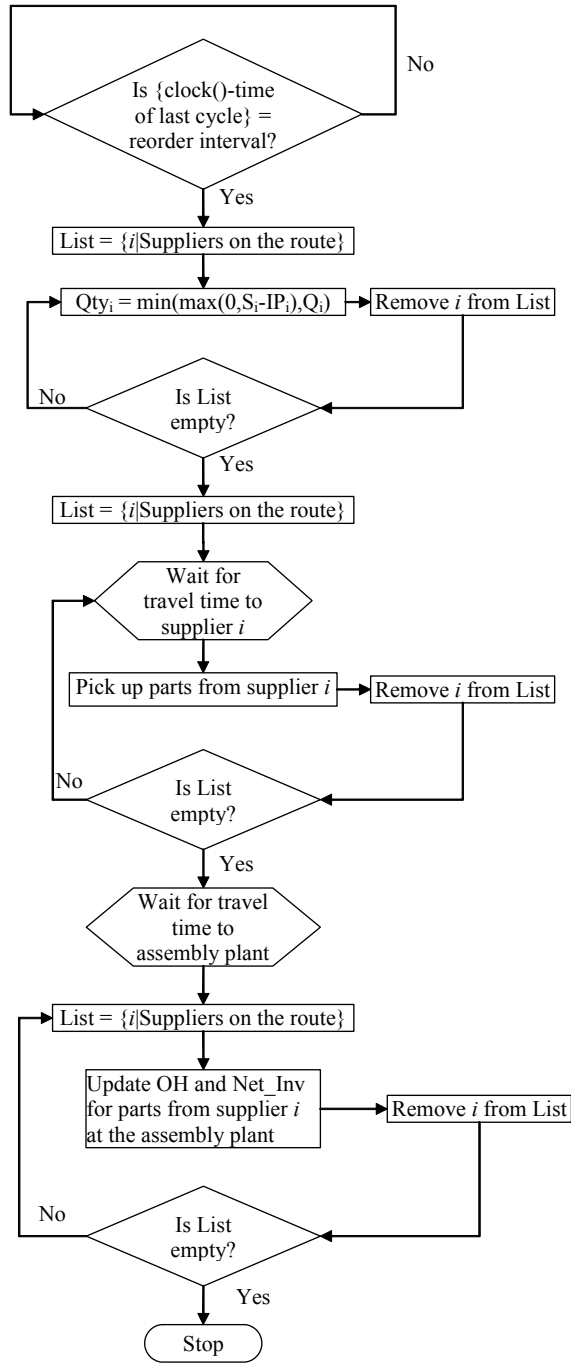 No
Is {clock()-time
of last cycle} =
reorder interval?
Yes
List = {i|Suppliers on the route}
Qtyᵢ = min(max(0,Sᵢ-IPᵢ),Qᵢ)
Remove i from List
No
Is List
empty?
Yes
List = {i|Suppliers on the route}
Wait for
travel time to
supplier i
Pick up parts from supplier i
Remove i from List
No
Is List
empty?
Yes
Wait for travel
time to
assembly plant
List = {i|Suppliers on the route}
Update OH and Net_Inv
for parts from supplier i
at the assembly plant
Remove i from List
No
Is List
empty?
Yes
Stop